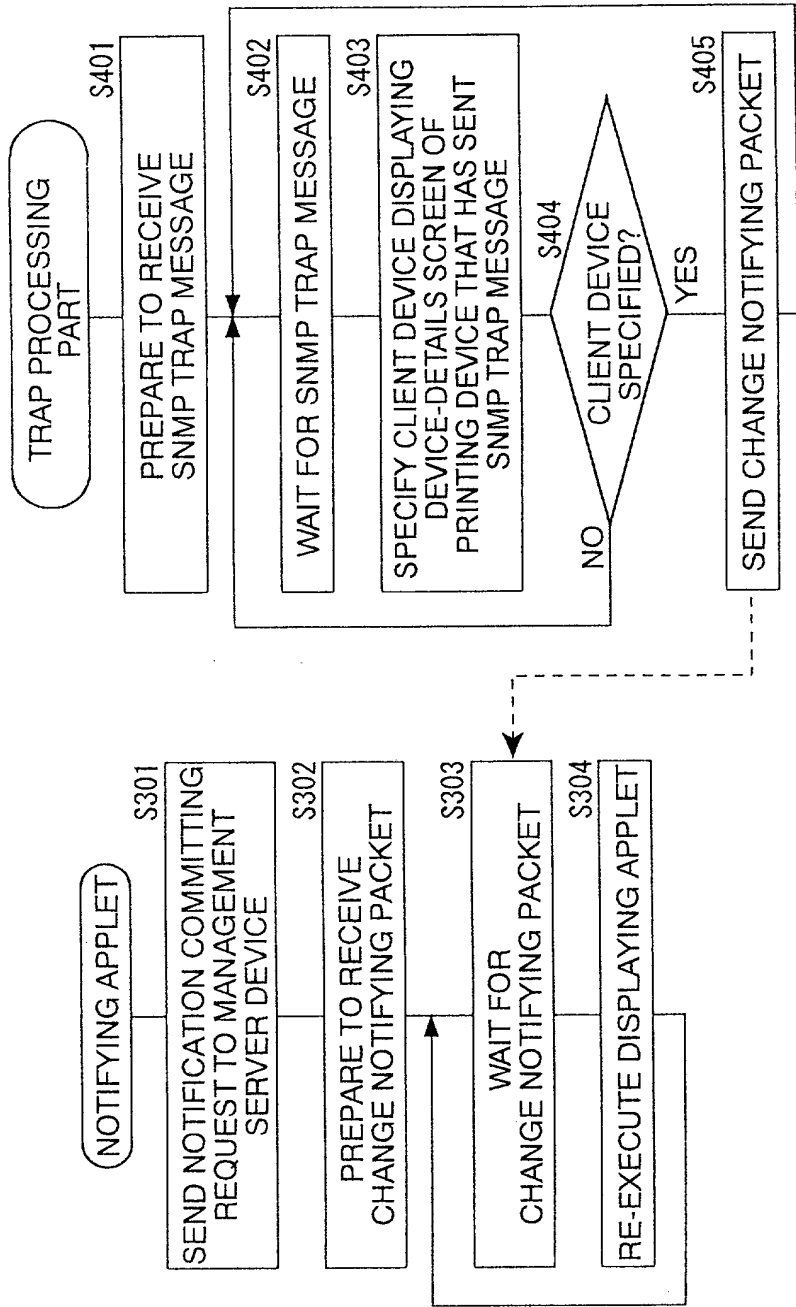 NOTIFYING APPLET
S301
SEND NOTIFICATION COMMITTING
REQUEST TO MANAGEMENT
SERVER DEVICE
S302
PREPARE TO RECEIVE
CHANGE NOTIFYING PACKET
S303
WAIT FOR
CHANGE NOTIFYING PACKET
S304
RE-EXECUTE DISPLAYING APPLET
TRAP PROCESSING
PART
S401
PREPARE TO RECEIVE
SNMP TRAP MESSAGE
S402
WAIT FOR SNMP TRAP MESSAGE
S403
SPECIFY CLIENT DEVICE DISPLAYING
DEVICE-DETAILS SCREEN OF
PRINTING DEVICE THAT HAS SENT
SNMP TRAP MESSAGE
S404
CLIENT DEVICE
SPECIFIED?
NO
YES
S405
SEND CHANGE NOTIFYING PACKET